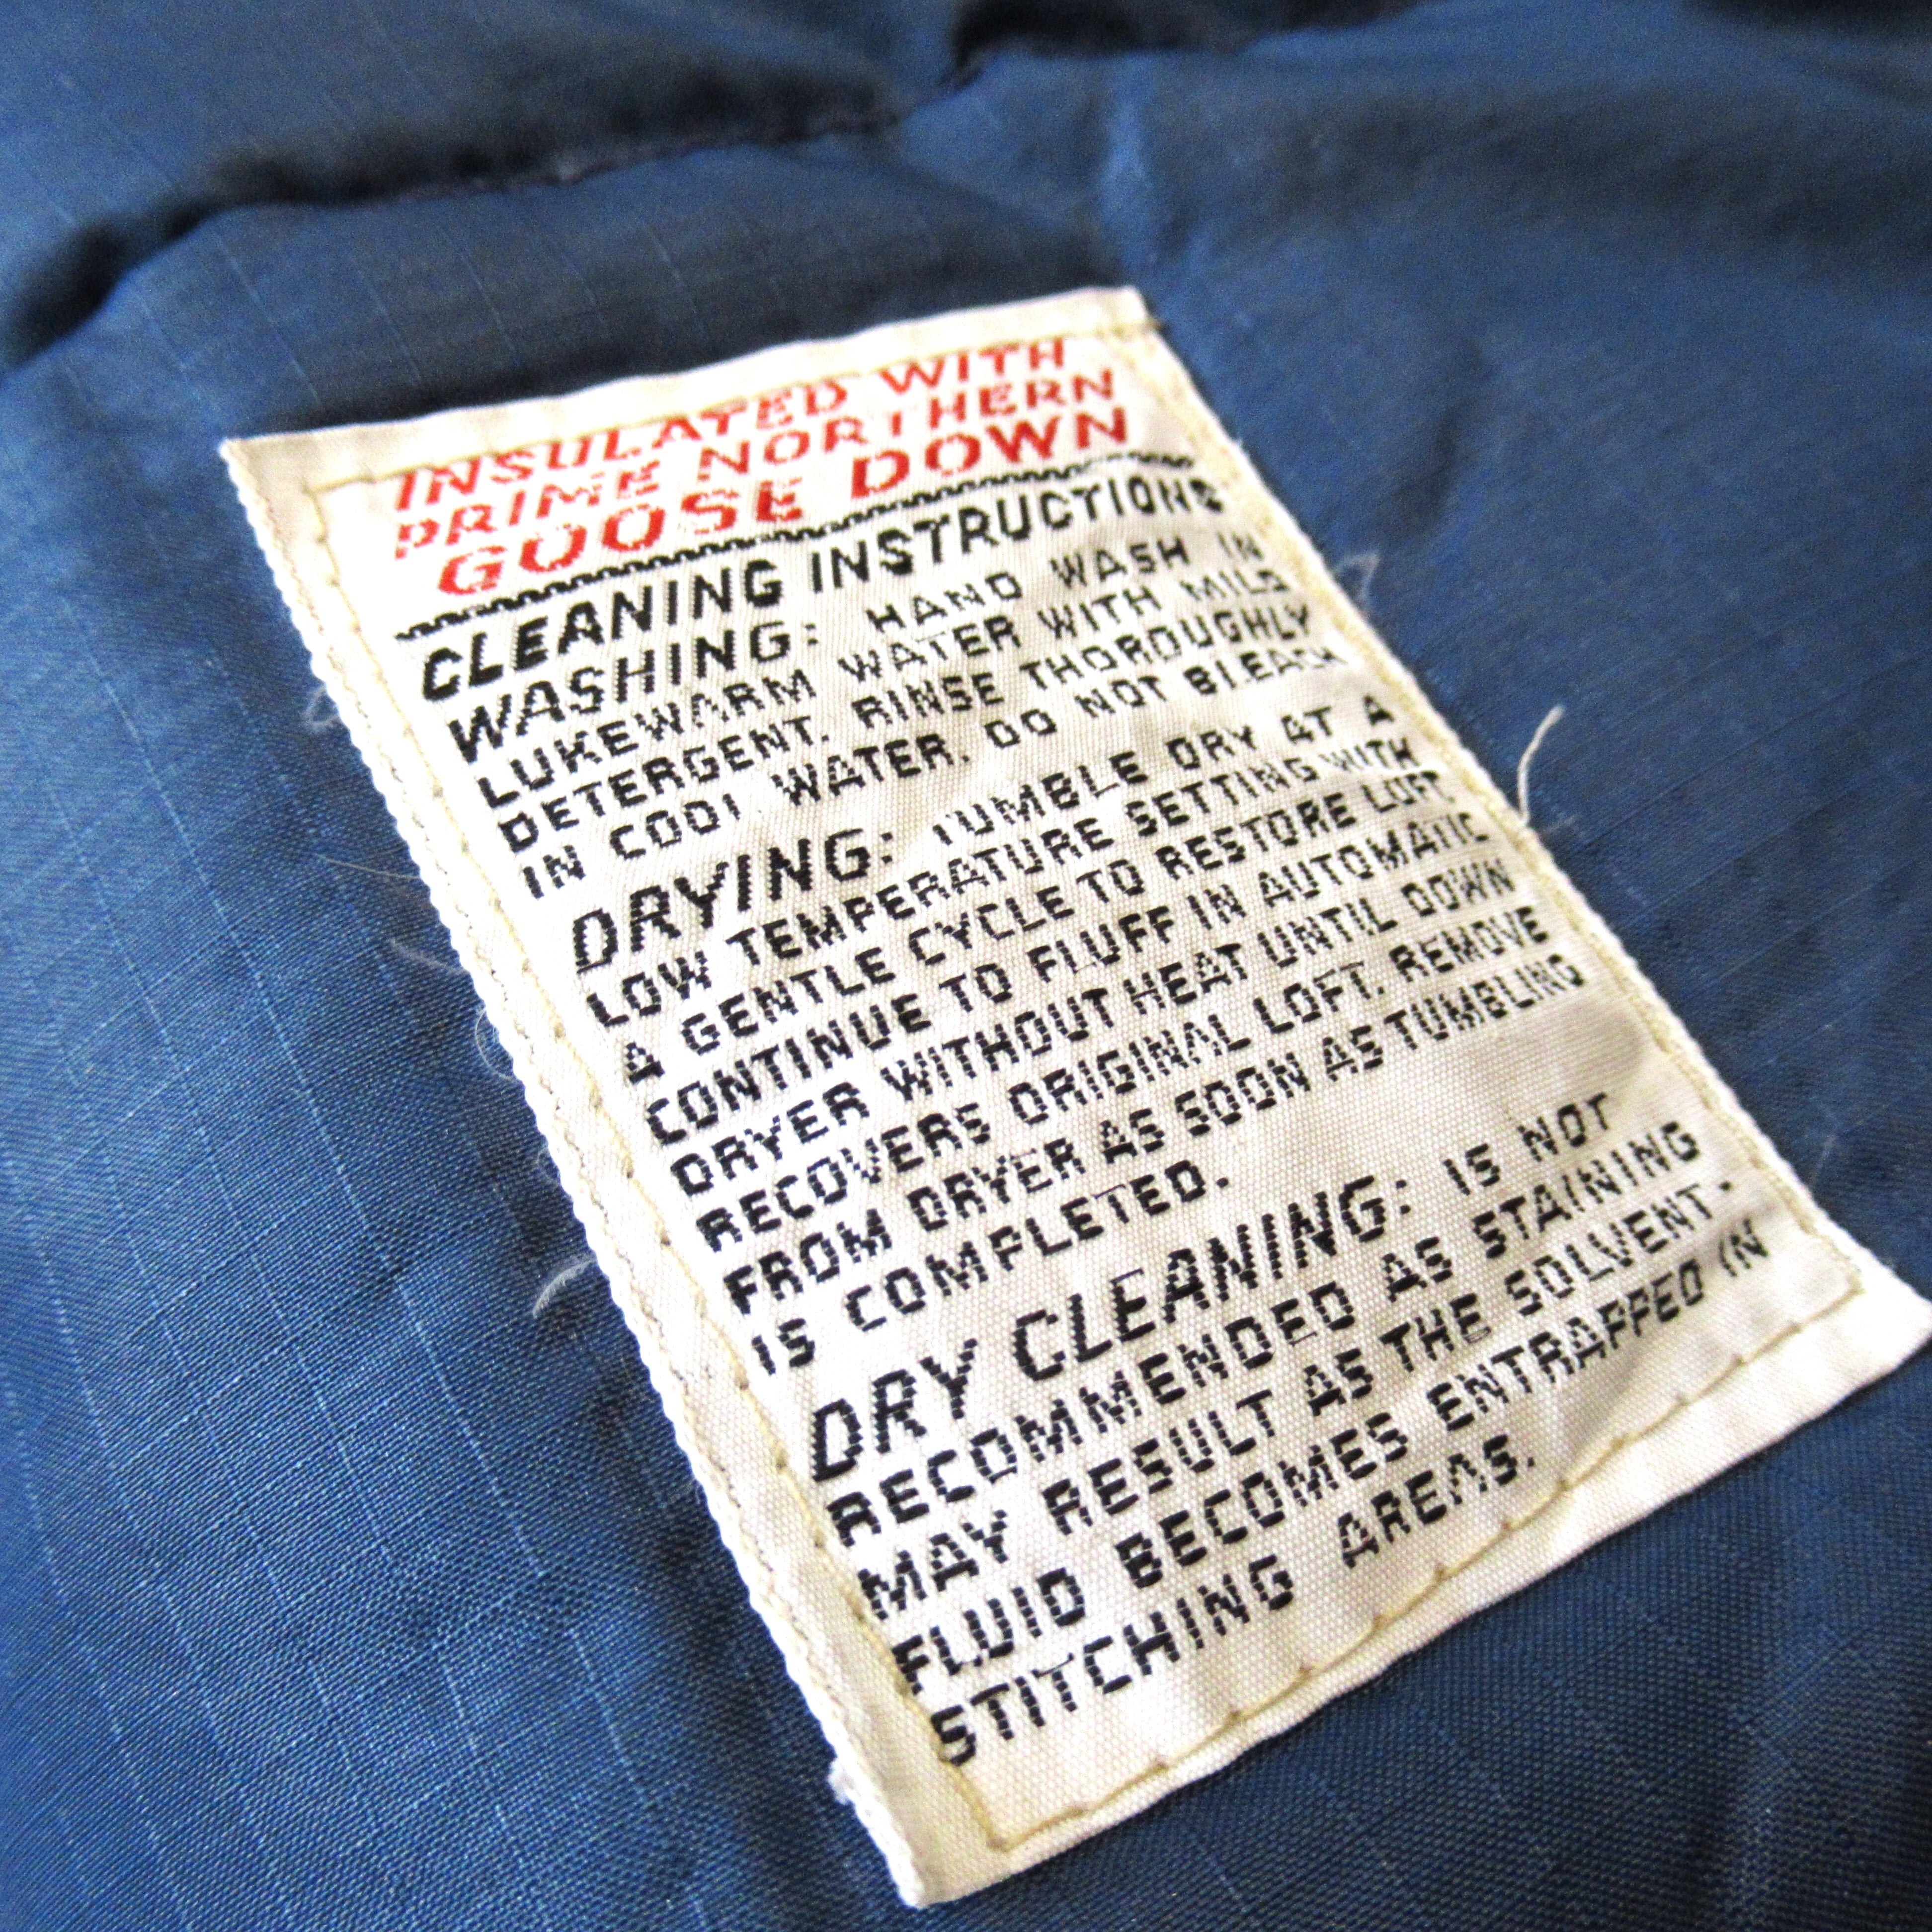 INSULATED WITH
PRIME NORTHERN
GOOSE DOWN
CLEANING INSTRUCTIONS
WASHING: HAND WASH IN
LUKEWARM WATER WITH MILD
DETERGENT. RINSE THOROUGHLY
IN COOL WATER. DO NOT BLEACH
DRYING: TUMBLE DRY AT A
LOW TEMPERATURE SETTING WITH
A GENTLE CYCLE TO RESTORE LOFT.
CONTINUE TO FLUFF IN AUTOMATIC
DRYER WITHOUT HEAT UNTIL DOWN
RECOVERS ORIGINAL LOFT. REMOVE
FROM DRYER AS SOON AS TUMBLING
IS COMPLETED.
DRY CLEANING: IS NOT
RECOMMENDED AS STAINING
MAY RESULT AS THE SOLVENT.
FLUID BECOMES ENTRAPPED IN
STITCHING AREAS.